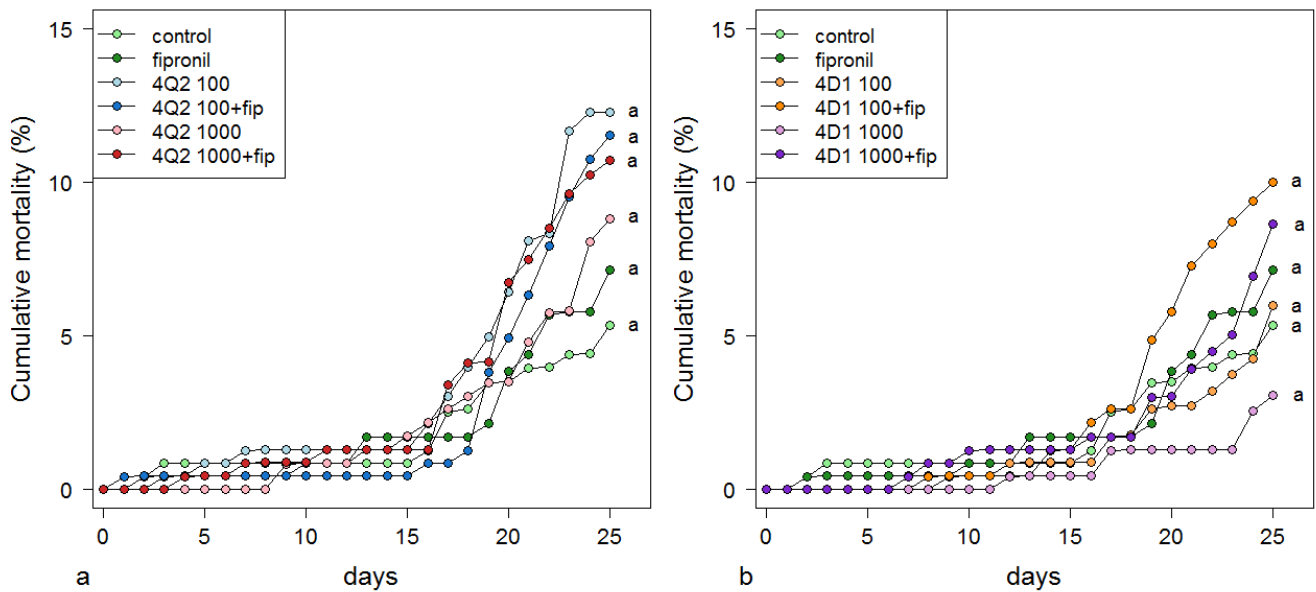 15
10
5
0
Cumulative mortality (%)
control
fipronil
4Q2 100
4Q2 100+fip
4Q2 1000
4Q2 1000+fip
a
a
a
a
a
a
0 5 10 15 20 25
a days
15
10
5
0
Cumulative mortality (%)
control
fipronil
4D1 100
4D1 100+fip
4D1 1000
4D1 1000+fip
a
a
a
a
a
a
0 5 10 15 20 25
b days